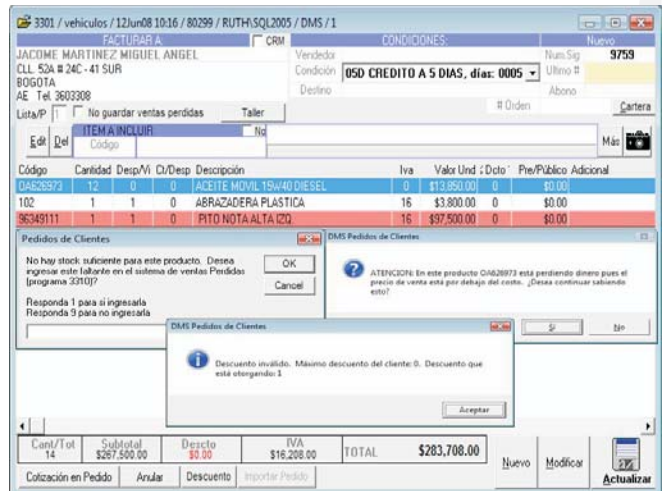 3301 / vehiculos / 12Jun08 10:16 / 80299 / RUTH\SQL2005 / DMS / 1
FACTURAR A:
CRM
CONDICIONES:
Nuevo
JACOME MARTINEZ MIGUEL ANGEL
Vendedor
Num.Sig
9759
CLL. 52A # 24C - 41 SUR
Condición
05D CREDITO A 5 DIAS, días: 0005
Ultimo #
BOGOTA
Destino
Abono
AE Tel. 3603308
# Orden
Cartera
Lista/P 1
No guardar ventas perdidas
Taller
Edit
Del
ITEM A INCLUIR
No
Código
Más
Código Cantidad Desp/Vi Ct/Desp Descripción Iva Valor Und Dcto Pre/Público Adicional
OA626973 12 0 0 ACEITE MOVIL 15W/40 DIESEL 0 $13,850.00 0 $0.00
102 1 1 0 ABRAZADERA PLASTICA 16 $3,800.00 0 $0.00
96349111 1 1 0 PITO NOTA ALTA IZQ 16 $97,500.00 0 $0.00
Pedidos de Clientes
No hay stock suficiente para este producto. Desea
ingresar este faltante en el sistema de ventas Perdidas
(programa 3310)?
Responda 1 para si ingresarla
Responda 9 para no ingresarla
OK
Cancel
DMS Pedidos de Clientes
ATENCION: En este producto OA626973 está perdiendo dinero pues el
precio de venta está por debajo del costo. ¿Desea continuar sabiendo
esto?
Si
No
DMS Pedidos de Clientes
Descuento inválido. Máximo descuento del cliente: 0. Descuento que
está otorgando: 1
Aceptar
Cant/Tot
14
Subtotal
$267,500.00
Descto
$0.00
IVA
$16,208.00
TOTAL
$283,708.00
Nuevo
Modificar
Actualizar
Cotización en Pedido
Anular
Descuento
Importar Pedido